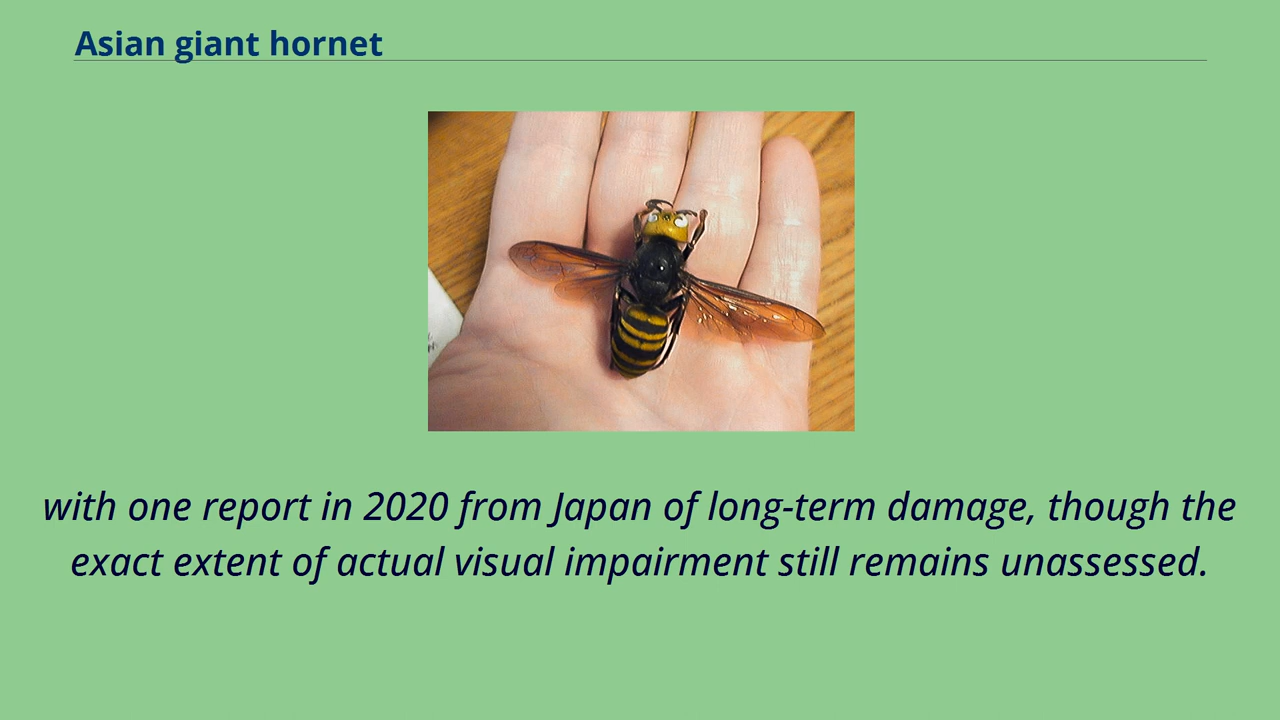 Asian giant hornet
with one report in 2020 from Japan of long-term damage, though the
exact extent of actual visual impairment still remains unassessed.